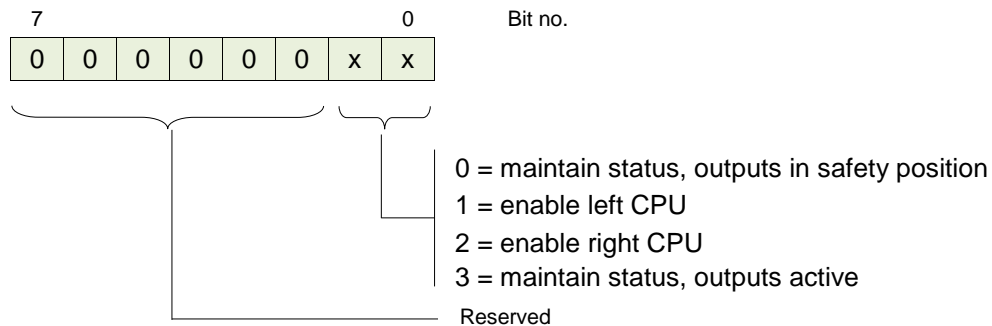 7 0 Bit no.
0 0 0 0 0 0 x x
0 = maintain status, outputs in safety position
1 = enable left CPU
2 = enable right CPU
3 = maintain status, outputs active
Reserved